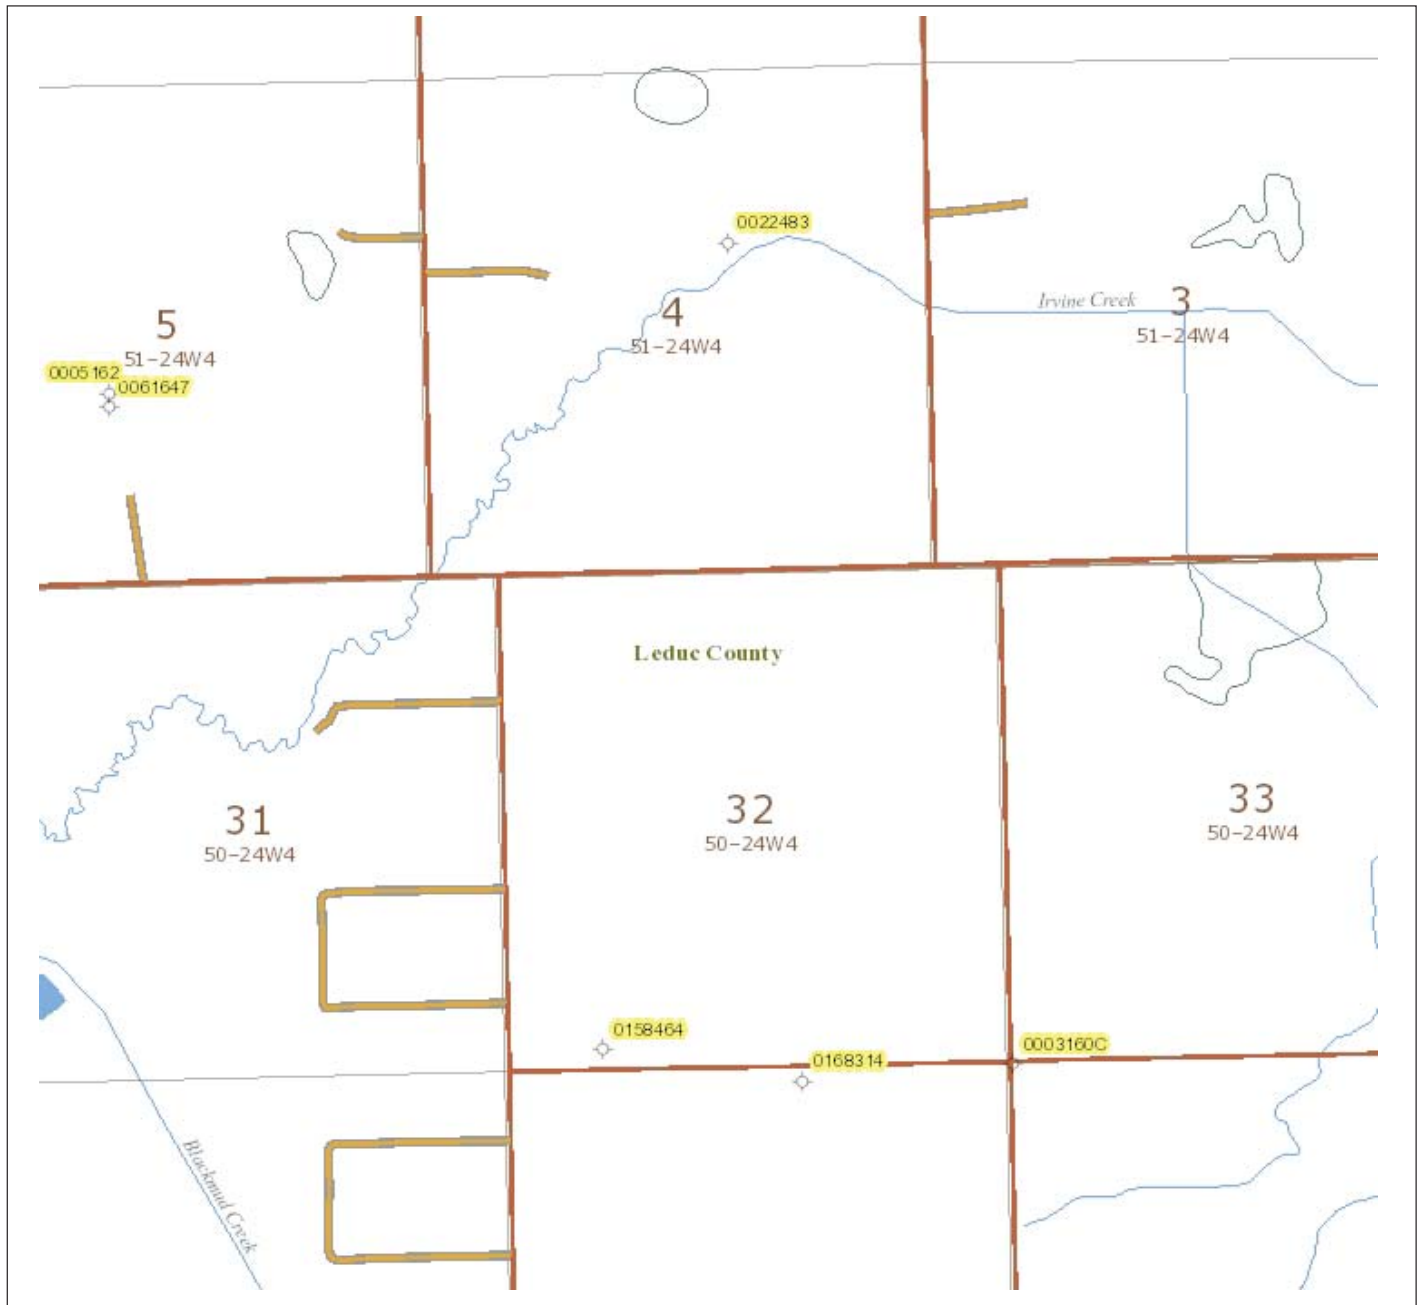 0022483
Irvine Creek
3
51-24W4
4
51-24W4
5
51-24W4
0005162
0061647
Leduc County
31
50-24W4
32
50-24W4
33
50-24W4
0158464
0168314
0003160C
Blackmud Creek